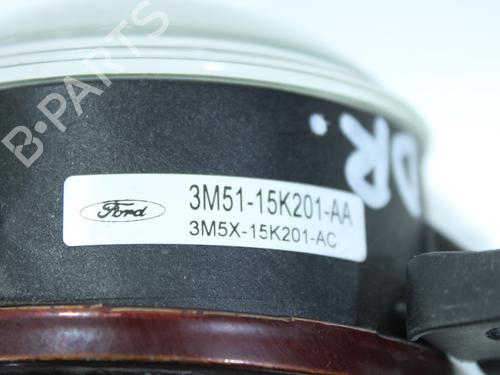 B-PARTS
DR.
Ford
3M51-15K201-AA
3M5X-15K201-AC